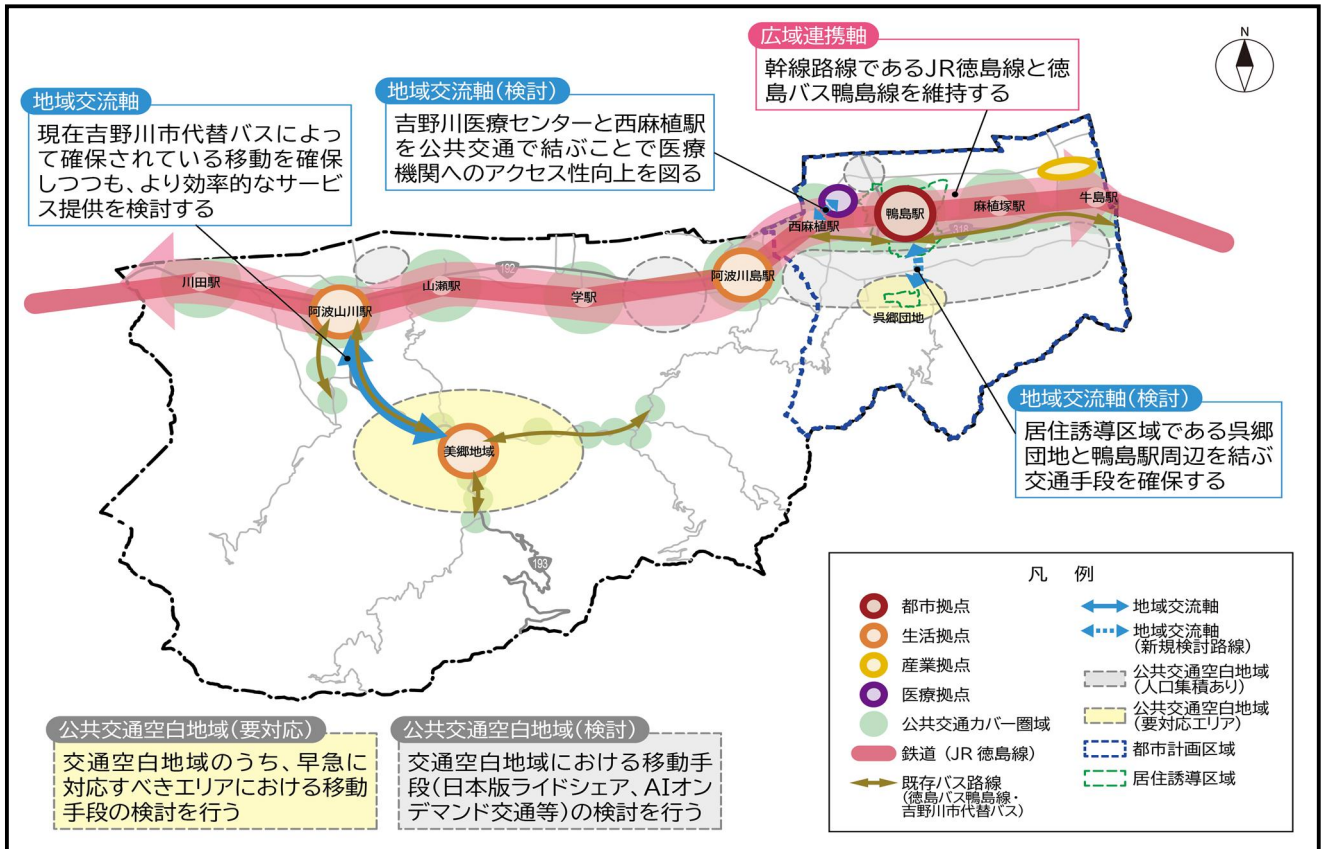 広域連携軸
幹線路線であるJR徳島線と徳
島バス鴨島線を維持する
N
地域交流軸
現在吉野川市代替バスによっ
て確保されている移動を確保
しつつも、より効率的なサービ
ス提供を検討する
地域交流軸(検討)
吉野川医療センターと西麻植駅
を公共交通で結ぶことで医療
機関へのアクセス性向上を図る
牛島駅
麻植塚駅
鴨島駅
西麻植駅
318
阿波川島駅
192
学駅
山瀬駅
阿波山川駅
川田駅
呉郷団地
美郷地域
193
地域交流軸(検討)
居住誘導区域である呉郷
団地と鴨島駅周辺を結ぶ
交通手段を確保する
公共交通空白地域(要対応)
交通空白地域のうち、早急に
対応すべきエリアにおける移動
手段の検討を行う
公共交通空白地域(検討)
交通空白地域における移動手
段(日本版ライドシェア、AIオン
デマンド交通等)の検討を行う
凡 例
都市拠点
生活拠点
産業拠点
医療拠点
公共交通カバー圏域
鉄道（JR 徳島線）
既存バス路線
(徳島バス鴨島線・
吉野川市代替バス)
地域交流軸
地域交流軸
(新規検討路線)
公共交通空白地域
(人口集積あり)
公共交通空白地域
(要対応エリア)
都市計画区域
居住誘導区域